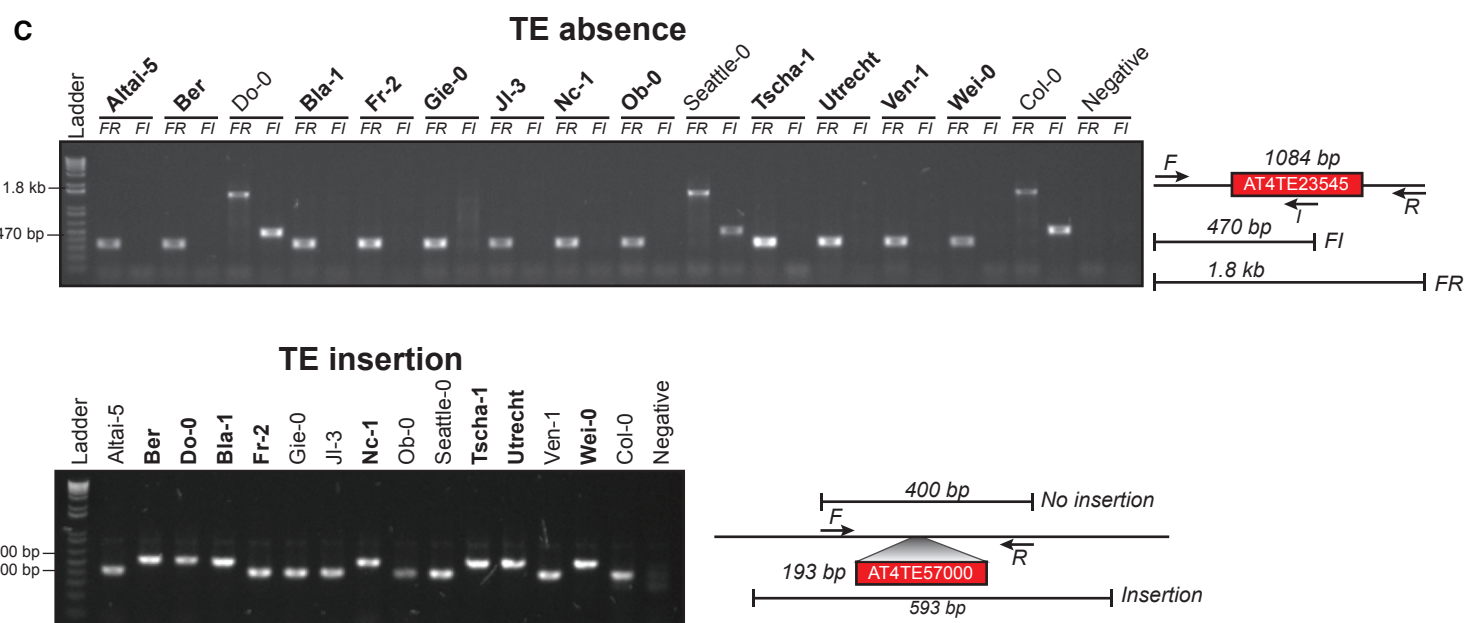 C
TE absence
Ladder Altai-5 Ber Do-0 Bla-1 Fr-2 Gie-0 Jl-3 Nc-1 Ob-0 Seattle-0 Tscha-1 Utrecht Ven-1 Wei-0 Col-0 Negative
FR FI FR FI FR FI FR FI FR FI FR FI FR FI FR FI FR FI FR FI FR FI FR FI FR FI FR FI FR FI FR FI
1.8 kb
470 bp
F 1084 bp
AT4TE23545
I R
470 bp FI
1.8 kb FR
TE insertion
Ladder Altai-5 Ber Do-0 Bla-1 Fr-2 Gie-0 Jl-3 Nc-1 Ob-0 Seattle-0 Tscha-1 Utrecht Ven-1 Wei-0 Col-0 Negative
00 bp
00 bp
400 bp No insertion
F
R
193 bp AT4TE57000
593 bp Insertion